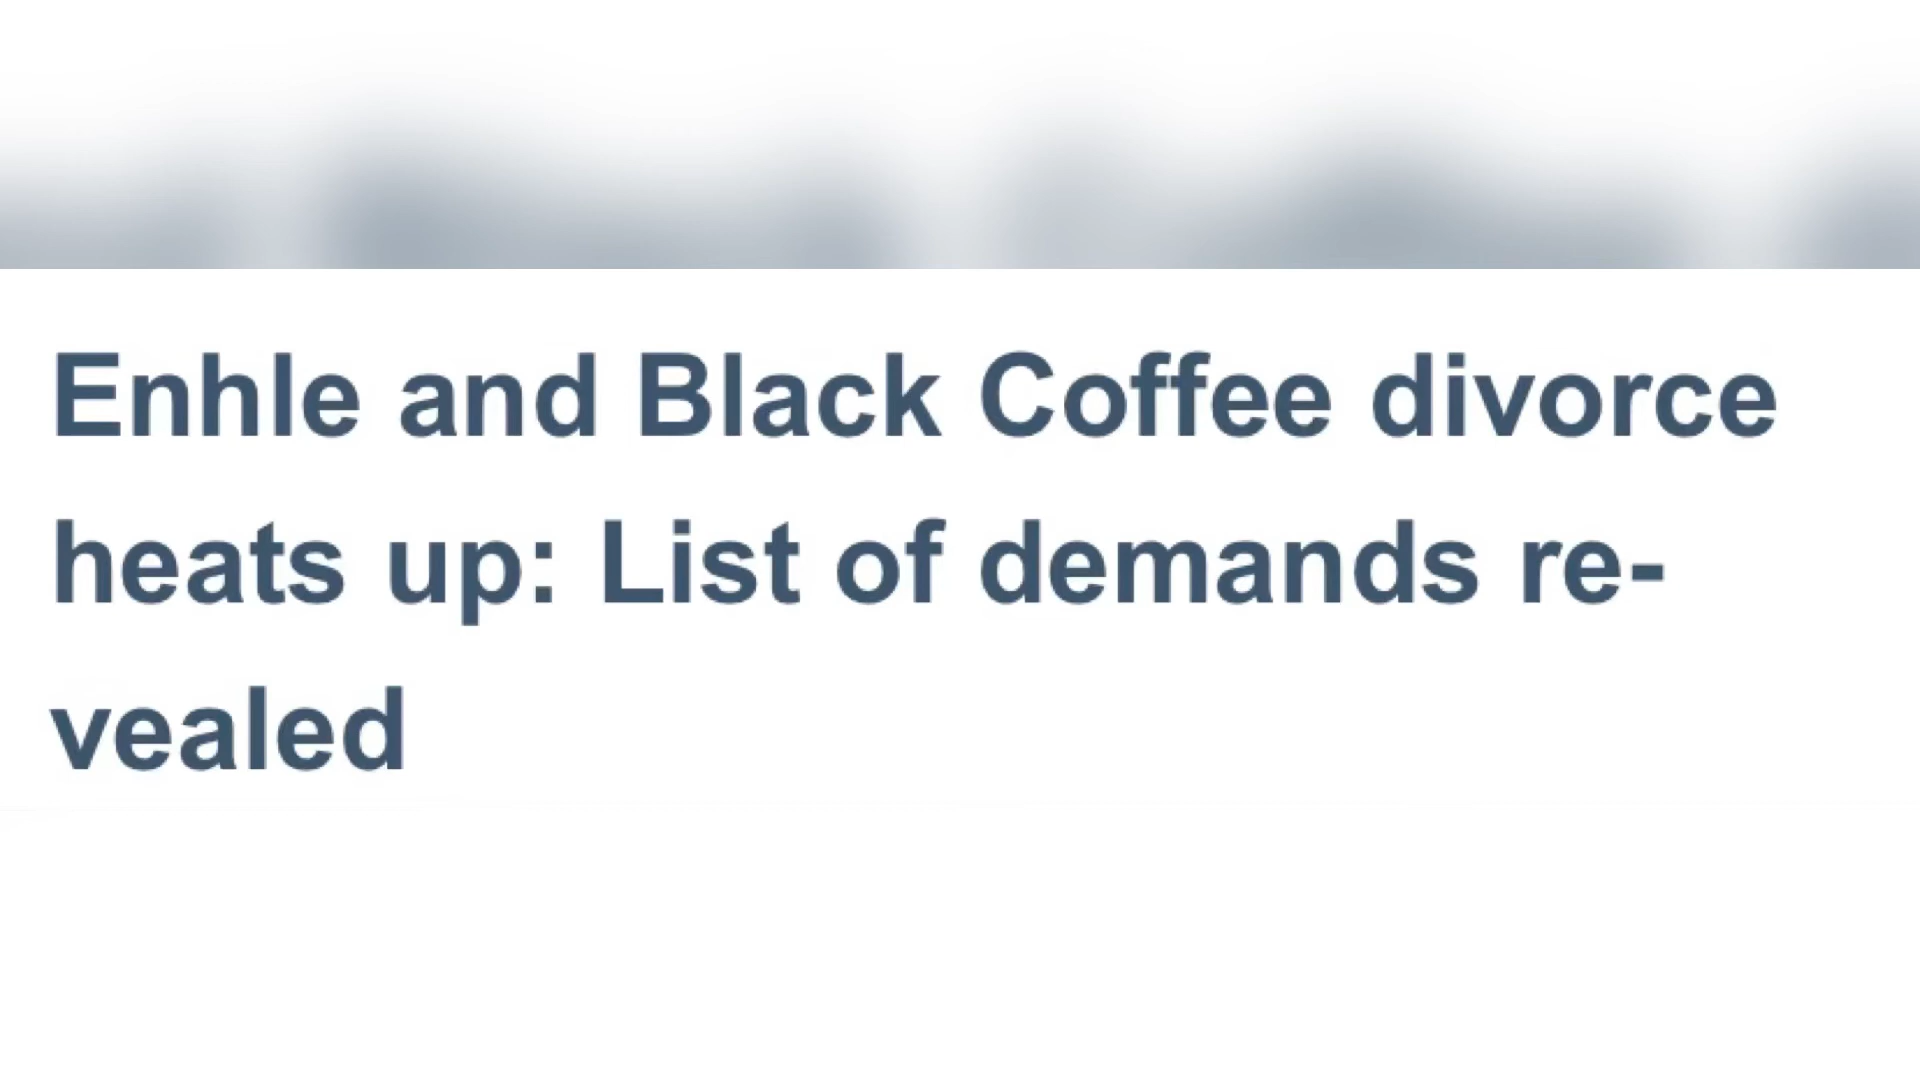 Enhle and Black Coffee divorce
heats up: List of demands re-
vealed